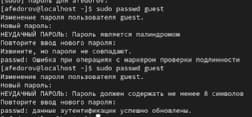 [sudo] пароль для afedorov:
[afedorov@localhost ~]$ sudo passwd guest
Изменение пароля пользователя guest.
Новый пароль:
НЕУДАЧНЫЙ ПАРОЛЬ: Пароль является палиндромом
Повторите ввод нового пароля:
Извините, но пароли не совпадают.
passwd: Ошибка при операциях с маркером проверки подлинности
[afedorov@localhost ~]$ sudo passwd guest
Изменение пароля пользователя guest.
Новый пароль:
НЕУДАЧНЫЙ ПАРОЛЬ: Пароль должен содержать не менее 8 символов
Повторите ввод нового пароля:
passwd: данные аутентификации успешно обновлены.